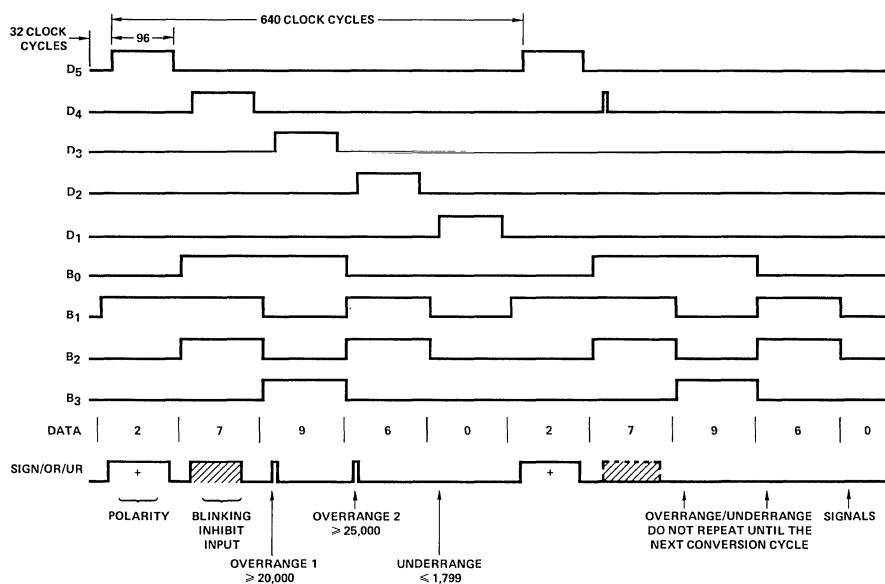 640 CLOCK CYCLES
32 CLOCK
CYCLES
96
D5
D4
D3
D2
D1
B0
B1
B2
B3
DATA 2 7 9 6 0 2 7 9 6 0
SIGN/OR/UR + +
POLARITY
BLINKING
INHIBIT
INPUT
OVERRANGE 1
≥ 20,000
OVERRANGE 2
≥ 25,000
UNDERRANGE
≤ 1,799
OVERRANGE/UNDERRANGE SIGNALS
DO NOT REPEAT UNTIL THE
NEXT CONVERSION CYCLE